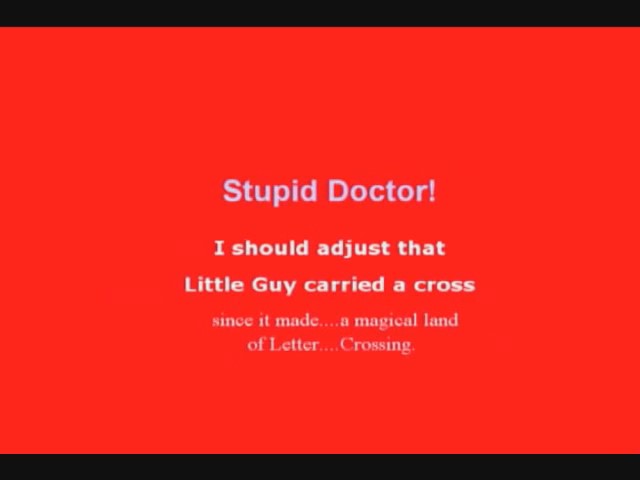 Stupid Doctor!
I should adjust that
Little Guy carried a cross
since it made....a magical land
of Letter....Crossing.